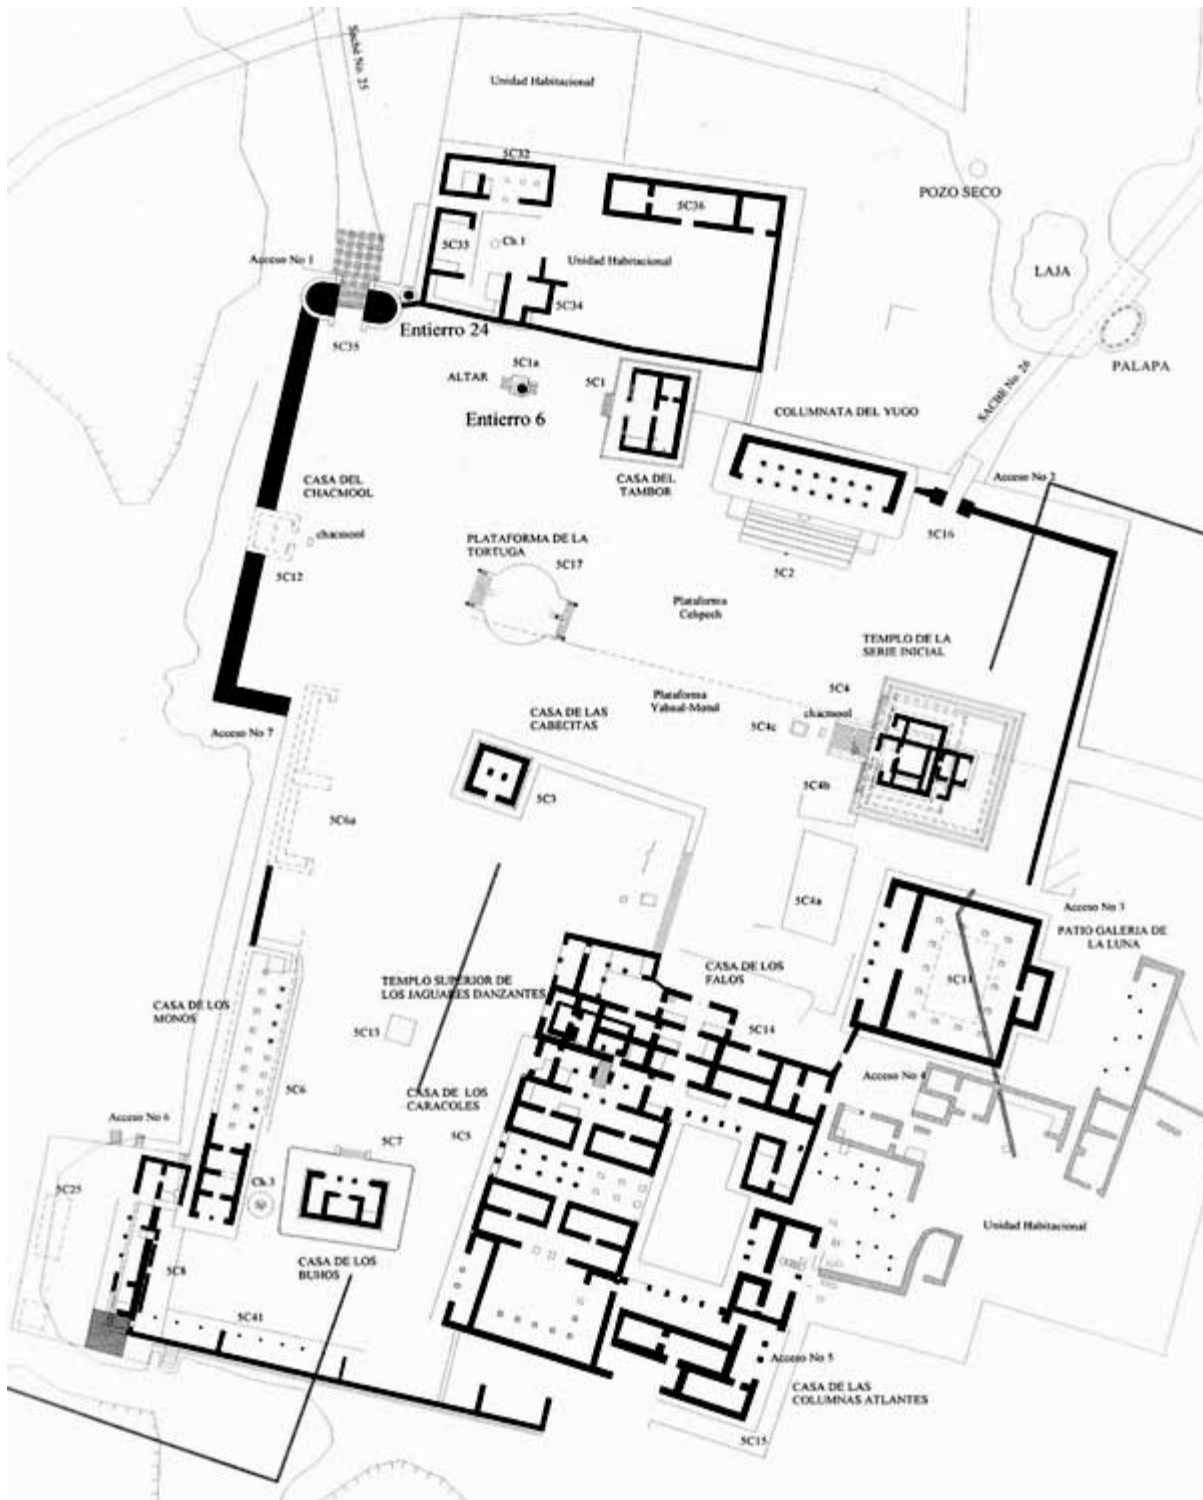 Sacbé No. 25
Unidad Habitacional
5C32
POZO SECO
5C36
5C33
Ch.1
Acceso No 1
Unidad Habitacional
LAJA
5C34
Entierro 24
5C35
5C1a
PALAPA
ALTAR
5C1
SACBÉ No. 26
Entierro 6
COLUMNATA DEL YUGO
CASA DEL
CHACMOOL
CASA DEL
TAMBOR
Acceso No 2
chacmool
5C16
PLATAFORMA DE LA
TORTUGA
5C17
5C12
5C2
Plataforma
Cehpech
TEMPLO DE LA
SERIE INICIAL
5C4
Plataforma
Yabnal-Motul
CASA DE LAS
CABECITAS
chacmool
5C4c
Acceso No 7
5C3
5C4b
5C6a
5C4a
Acceso No 3
PATIO GALERIA DE
LA LUNA
CASA DE LOS
FALOS
5C11
TEMPLO SUPERIOR DE
LOS JAGUARES DANZANTES
CASA DE LOS
MONOS
5C13
5C14
Acceso No 4
5C6
CASA DE LOS
CARACOLES
Acceso No 6
5C7
5C5
5C25
Ch.3
Unidad Habitacional
CASA DE LOS
BUHOS
5C8
5C41
Acceso No 5
CASA DE LAS
COLUMNAS ATLANTES
5C15